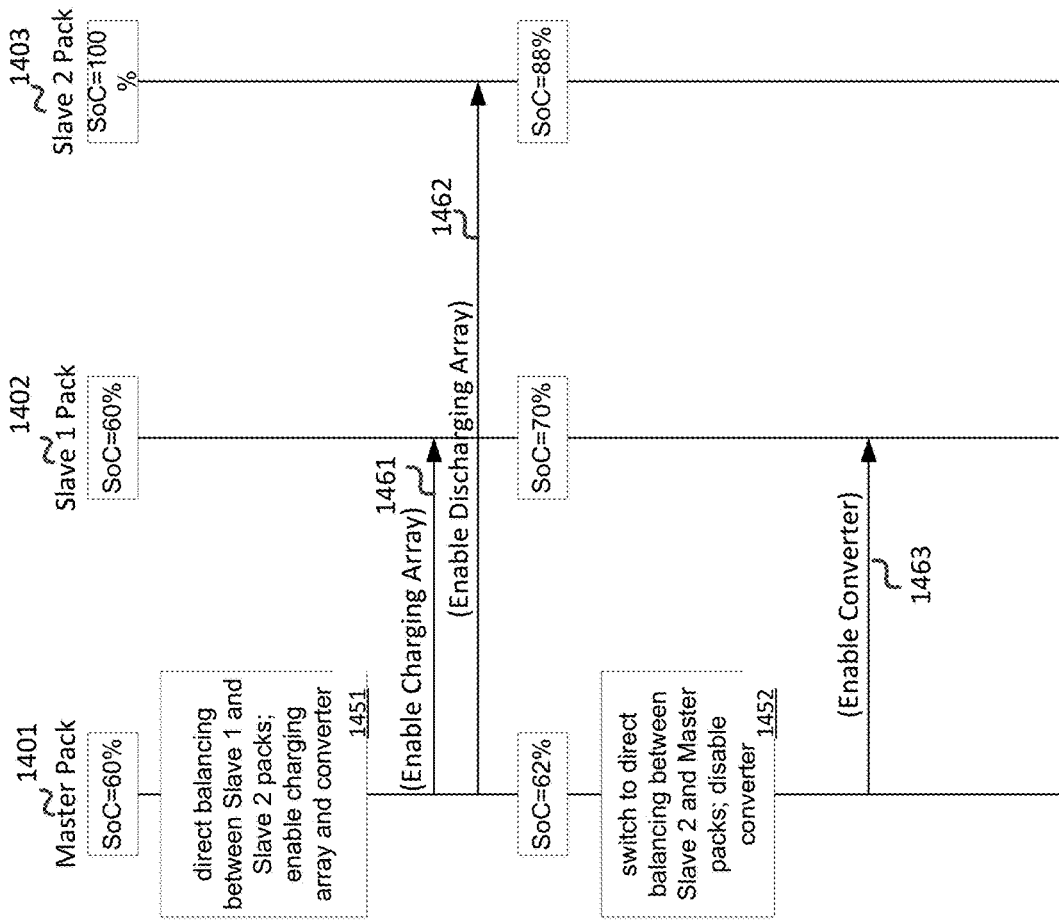 1401
Master Pack
SoC=60%
1402
Slave 1 Pack
SoC=60%
1403
Slave 2 Pack
SoC=100
%
direct balancing
between Slave 1 and
Slave 2 packs;
enable charging
array and converter
1451
(Enable Charging Array)
1461
(Enable Discharging Array)
1462
SoC=62%
SoC=70%
SoC=88%
switch to direct
balancing between
Slave 2 and Master
packs; disable
converter
1452
(Enable Converter)
1463